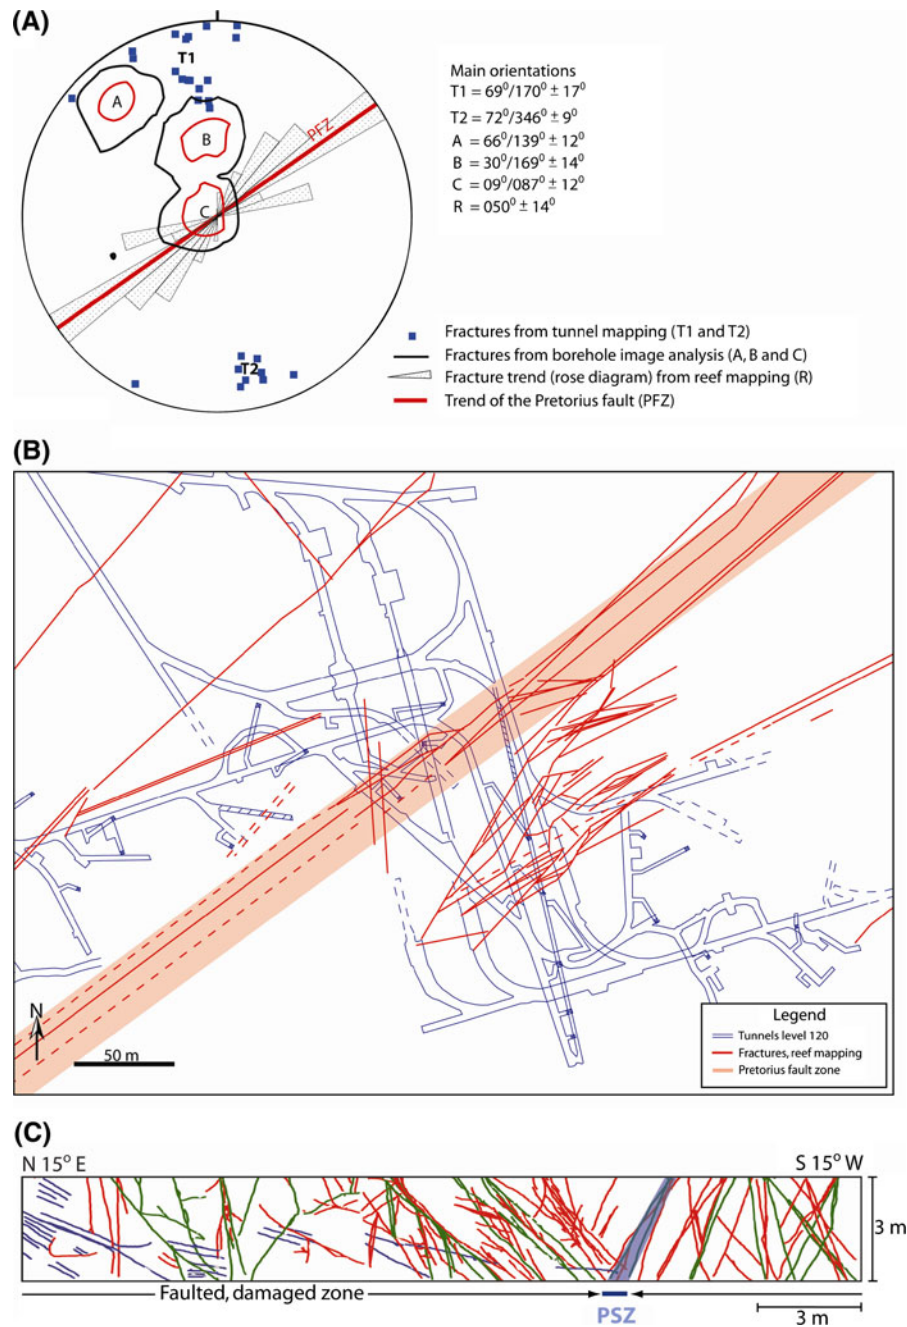 (A)
T1
A
B
C
PFZ
T2
Main orientations
T1 = 69⁰/170⁰ ± 17⁰
T2 = 72⁰/346⁰ ± 9⁰
A = 66⁰/139⁰ ± 12⁰
B = 30⁰/169⁰ ± 14⁰
C = 09⁰/087⁰ ± 12⁰
R = 050⁰ ± 14⁰
Fractures from tunnel mapping (T1 and T2)
Fractures from borehole image analysis (A, B and C)
Fracture trend (rose diagram) from reef mapping (R)
Trend of the Pretorius fault (PFZ)
(B)
N
50 m
Legend
Tunnels level 120
Fractures, reef mapping
Pretorius fault zone
(C)
N 15° E
S 15° W
3 m
Faulted, damaged zone
PSZ
3 m